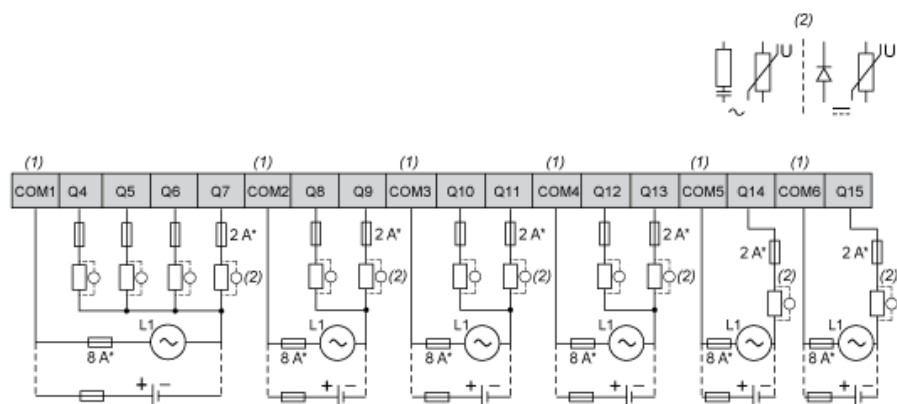 (2)
U U
(1) (1) (1) (1) (1) (1)
COM1 Q4 Q5 Q6 Q7 COM2 Q8 Q9 COM3 Q10 Q11 COM4 Q12 Q13 COM5 Q14 COM6 Q15
2 A* 2 A* 2 A* 2 A* 2 A* 2 A*
(2) (2) (2) (2) (2) (2)
L1 L1 L1 L1 L1 L1
8 A* 8 A* 8 A* 8 A* 8 A* 8 A*
+ − + − + − + − + − + −